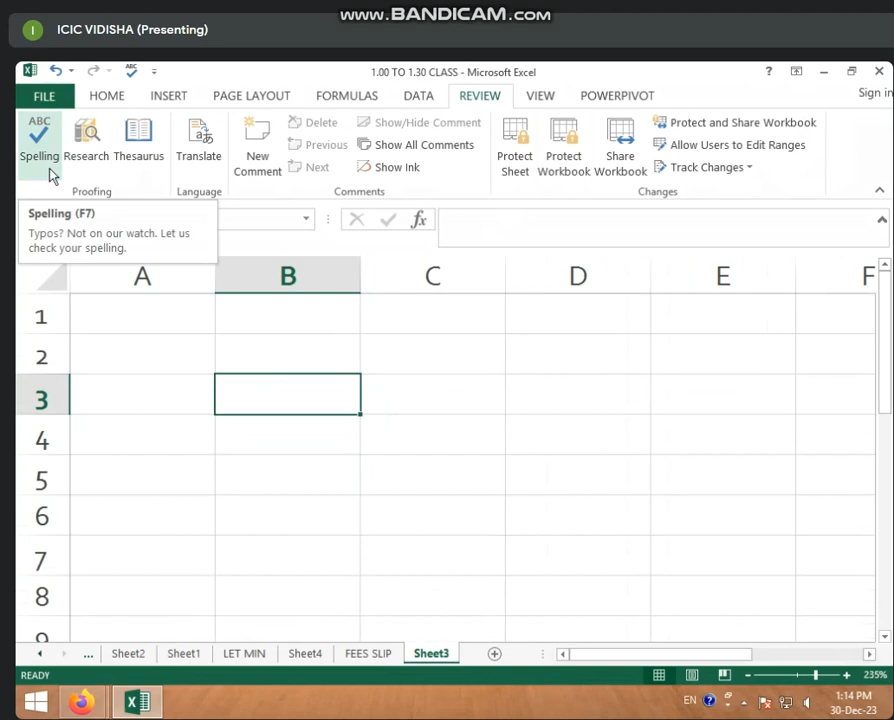 www.BANDICAM.com
I ICIC VIDISHA (Presenting)
ABC 1.00 TO 1.30 CLASS - Microsoft Excel ?
FILE HOME INSERT PAGE LAYOUT FORMULAS DATA REVIEW VIEW POWERPIVOT Sign in
ABC Spelling
Research
Thesaurus
Translate
New Comment
Delete
Previous
Next
Show/Hide Comment
Show All Comments
Show Ink
Protect Sheet
Protect Workbook
Share Workbook
Protect and Share Workbook
Allow Users to Edit Ranges
Track Changes
Proofing Language Comments Changes
Spelling (F7)
Typos? Not on our watch. Let us
check your spelling.
fx
A B C D E F
1
2
3
4
5
6
7
8
9
... Sheet2 Sheet1 LET MIN Sheet4 FEES SLIP Sheet3
READY 235%
EN ? 1:14 PM
30-Dec-23